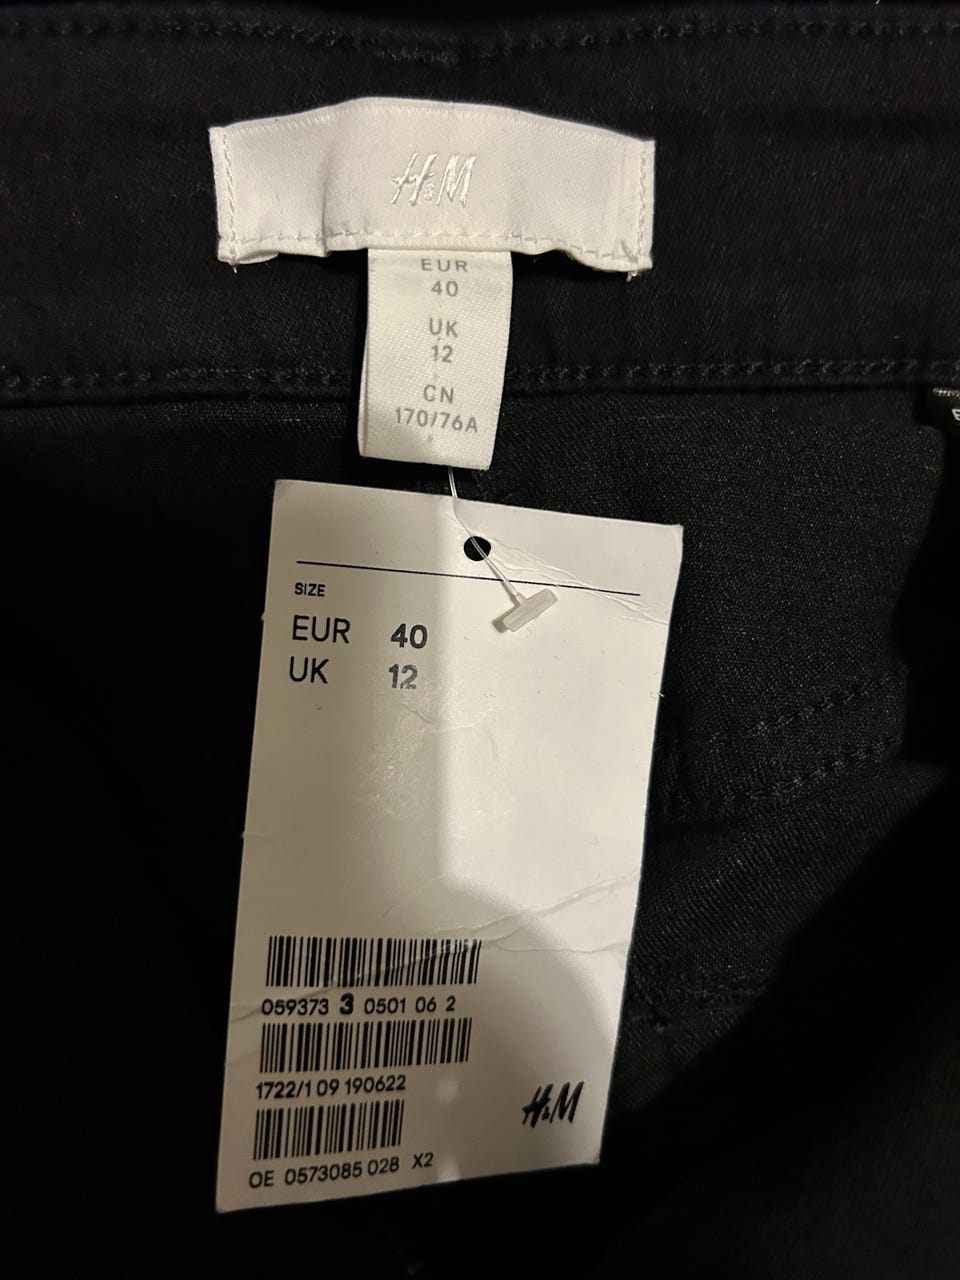 H&M
EUR
40
UK
12
CN
170/76A
SIZE
EUR 40
UK 12
059373 3 0501 06 2
1722/1 09 190622
H&M
OE 0573085 028 X2